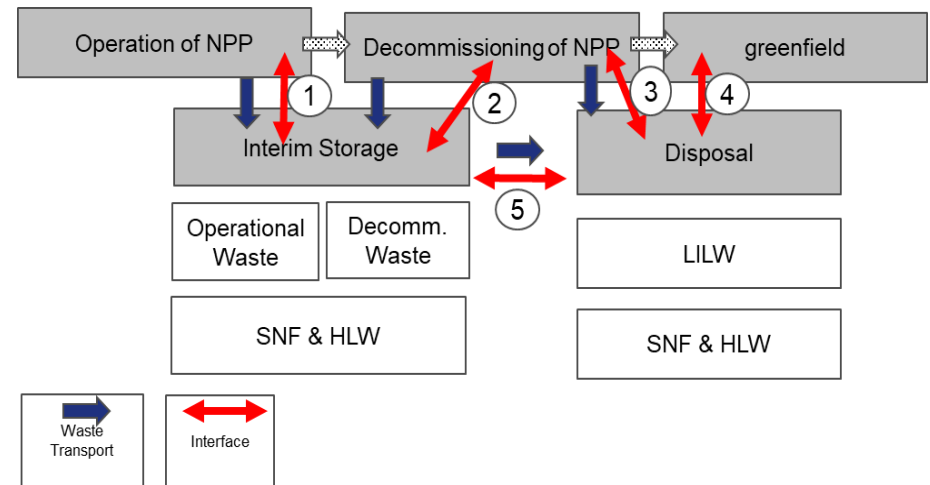 Operation of NPP
Decommissioning of NPP
greenfield
1
2
3
4
Interim Storage
Disposal
5
Operational
Waste
Decomm.
Waste
LILW
SNF & HLW
SNF & HLW
Waste
Transport
Interface